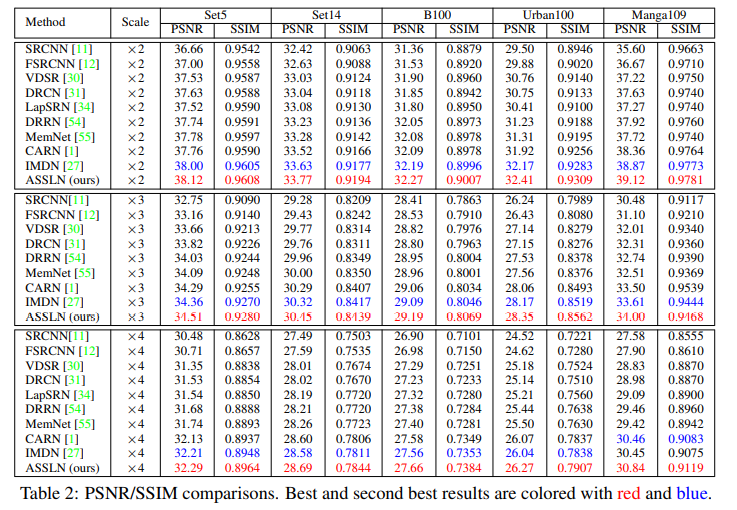 Method Scale Set5 Set14 B100 Urban100 Manga109
PSNR SSIM PSNR SSIM PSNR SSIM PSNR SSIM PSNR SSIM
SRCNN [11] ×2 36.66 0.9542 32.42 0.9063 31.36 0.8879 29.50 0.8946 35.60 0.9663
FSRCNN [12] ×2 37.00 0.9558 32.63 0.9088 31.53 0.8920 29.88 0.9020 36.67 0.9710
VDSR [30] ×2 37.53 0.9587 33.03 0.9124 31.90 0.8960 30.76 0.9140 37.22 0.9750
DRCN [31] ×2 37.63 0.9588 33.04 0.9118 31.85 0.8942 30.75 0.9133 37.63 0.9740
LapSRN [34] ×2 37.52 0.9590 33.08 0.9130 31.80 0.8950 30.41 0.9100 37.27 0.9740
DRRN [54] ×2 37.74 0.9591 33.23 0.9136 32.05 0.8973 31.23 0.9188 37.92 0.9760
MemNet [55] ×2 37.78 0.9597 33.28 0.9142 32.08 0.8978 31.31 0.9195 37.72 0.9740
CARN [1] ×2 37.76 0.9590 33.52 0.9166 32.09 0.8978 31.92 0.9256 38.36 0.9764
IMDN [27] ×2 38.00 0.9605 33.63 0.9177 32.19 0.8996 32.17 0.9283 38.87 0.9773
ASSLN (ours) ×2 38.12 0.9608 33.77 0.9194 32.27 0.9007 32.41 0.9309 39.12 0.9781
SRCNN[11] ×3 32.75 0.9090 29.28 0.8209 28.41 0.7863 26.24 0.7989 30.48 0.9117
FSRCNN [12] ×3 33.16 0.9140 29.43 0.8242 28.53 0.7910 26.43 0.8080 31.10 0.9210
VDSR [30] ×3 33.66 0.9213 29.77 0.8314 28.82 0.7976 27.14 0.8279 32.01 0.9340
DRCN [31] ×3 33.82 0.9226 29.76 0.8311 28.80 0.7963 27.15 0.8276 32.31 0.9360
DRRN [54] ×3 34.03 0.9244 29.96 0.8349 28.95 0.8004 27.53 0.8378 32.74 0.9390
MemNet [55] ×3 34.09 0.9248 30.00 0.8350 28.96 0.8001 27.56 0.8376 32.51 0.9369
CARN [1] ×3 34.29 0.9255 30.29 0.8407 29.06 0.8034 28.06 0.8493 33.50 0.9539
IMDN [27] ×3 34.36 0.9270 30.32 0.8417 29.09 0.8046 28.17 0.8519 33.61 0.9444
ASSLN (ours) ×3 34.51 0.9280 30.45 0.8439 29.19 0.8069 28.35 0.8562 34.00 0.9468
SRCNN[11] ×4 30.48 0.8628 27.49 0.7503 26.90 0.7101 24.52 0.7221 27.58 0.8555
FSRCNN [12] ×4 30.71 0.8657 27.59 0.7535 26.98 0.7150 24.62 0.7280 27.90 0.8610
VDSR [30] ×4 31.35 0.8838 28.01 0.7674 27.29 0.7251 25.18 0.7524 28.83 0.8870
DRCN [31] ×4 31.53 0.8854 28.02 0.7670 27.23 0.7233 25.14 0.7510 28.98 0.8870
LapSRN [34] ×4 31.54 0.8850 28.19 0.7720 27.32 0.7280 25.21 0.7560 29.09 0.8900
DRRN [54] ×4 31.68 0.8888 28.21 0.7720 27.38 0.7284 25.44 0.7638 29.46 0.8960
MemNet [55] ×4 31.74 0.8893 28.26 0.7723 27.40 0.7281 25.50 0.7630 29.42 0.8942
CARN [1] ×4 32.13 0.8937 28.60 0.7806 27.58 0.7349 26.07 0.7837 30.46 0.9083
IMDN [27] ×4 32.21 0.8948 28.58 0.7811 27.56 0.7353 26.04 0.7838 30.45 0.9075
ASSLN (ours) ×4 32.29 0.8964 28.69 0.7844 27.66 0.7384 26.27 0.7907 30.84 0.9119
Table 2: PSNR/SSIM comparisons. Best and second best results are colored with red and blue.